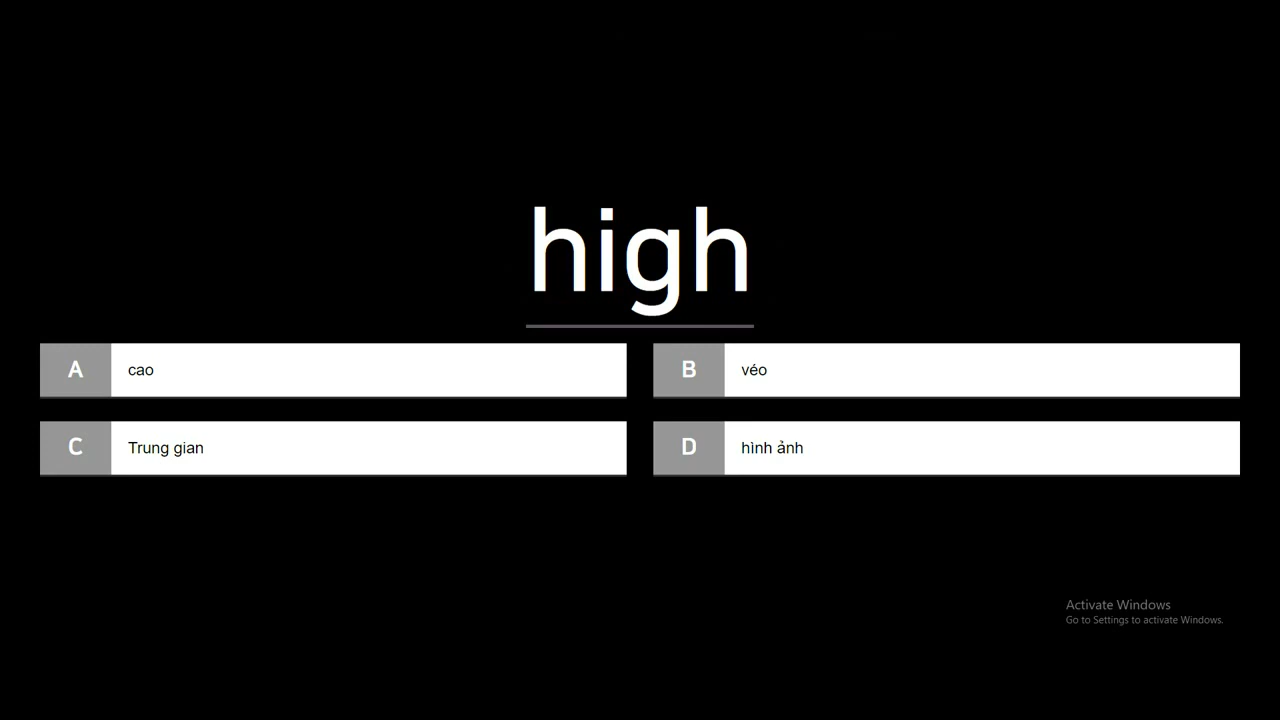 high
A cao
B véo
C Trung gian
D hình ảnh
Activate Windows
Go to Settings to activate Windows.